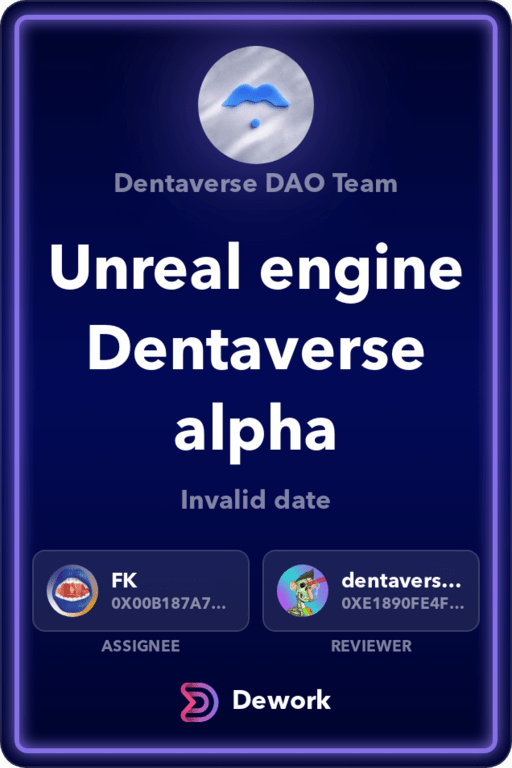 Dentaverse DAO Team
Unreal engine
Dentaverse
alpha
Invalid date
FK
0X00B187A7...
dentavers...
0XE1890FE4F...
ASSIGNEE
REVIEWER
Dework